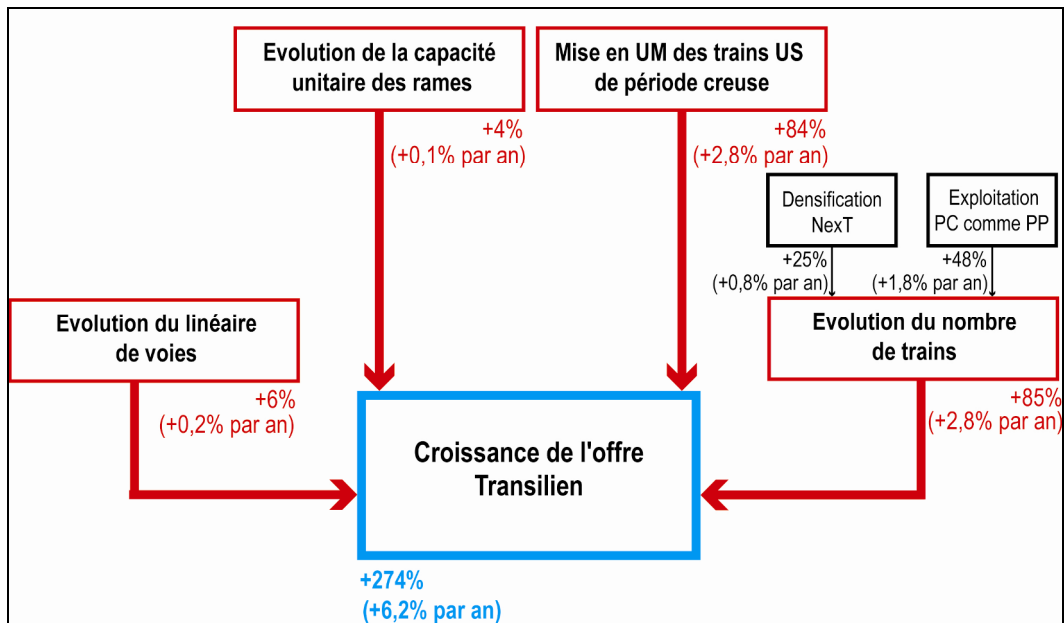 Evolution de la capacité
unitaire des rames
+4%
(+0,1% par an)
Mise en UM des trains US
de période creuse
+84%
(+2,8% par an)
Densification
NexT
+25%
(+0,8% par an)
Exploitation
PC comme PP
+48%
(+1,8% par an)
Evolution du linéaire
de voies
+6%
(+0,2% par an)
Evolution du nombre
de trains
+85%
(+2,8% par an)
Croissance de l'offre
Transilien
+274%
(+6,2% par an)